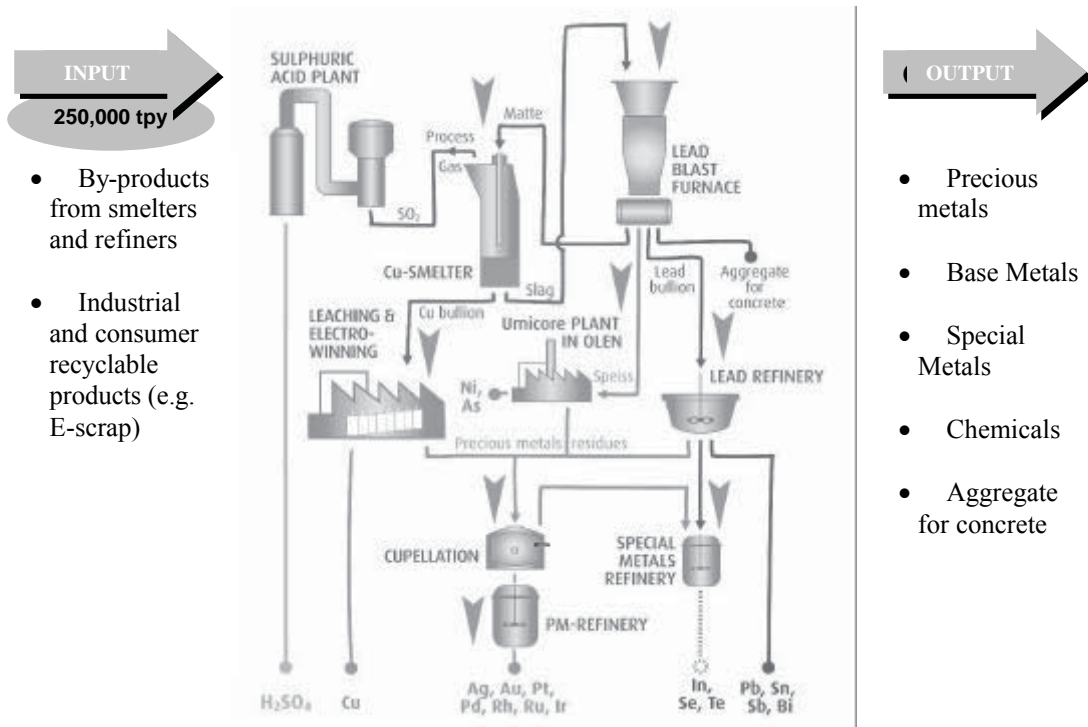 INPUT
250,000 tpy
• By-products
from smelters
and refiners
• Industrial
and consumer
recyclable
products (e.g.
E-scrap)
SULPHURIC
ACID PLANT
Matte
Process
Gas
SO₂
LEAD
BLAST
FURNACE
Cu-SMELTER
Slag
Cu bullion
Lead
bullion
Aggregate
for
concrete
LEACHING &
ELECTRO-
WINNING
Umicore PLANT
IN OLEN
Speiss
Ni,
As
LEAD REFINERY
Precious metals residues
CUPELLATION
SPECIAL
METALS
REFINERY
PM-REFINERY
H₂SO₄
Cu
Ag, Au, Pt,
Pd, Rh, Ru, Ir
In,
Se, Te
Pb, Sn,
Sb, Bi
OUTPUT
• Precious
metals
• Base Metals
• Special
Metals
• Chemicals
• Aggregate
for concrete